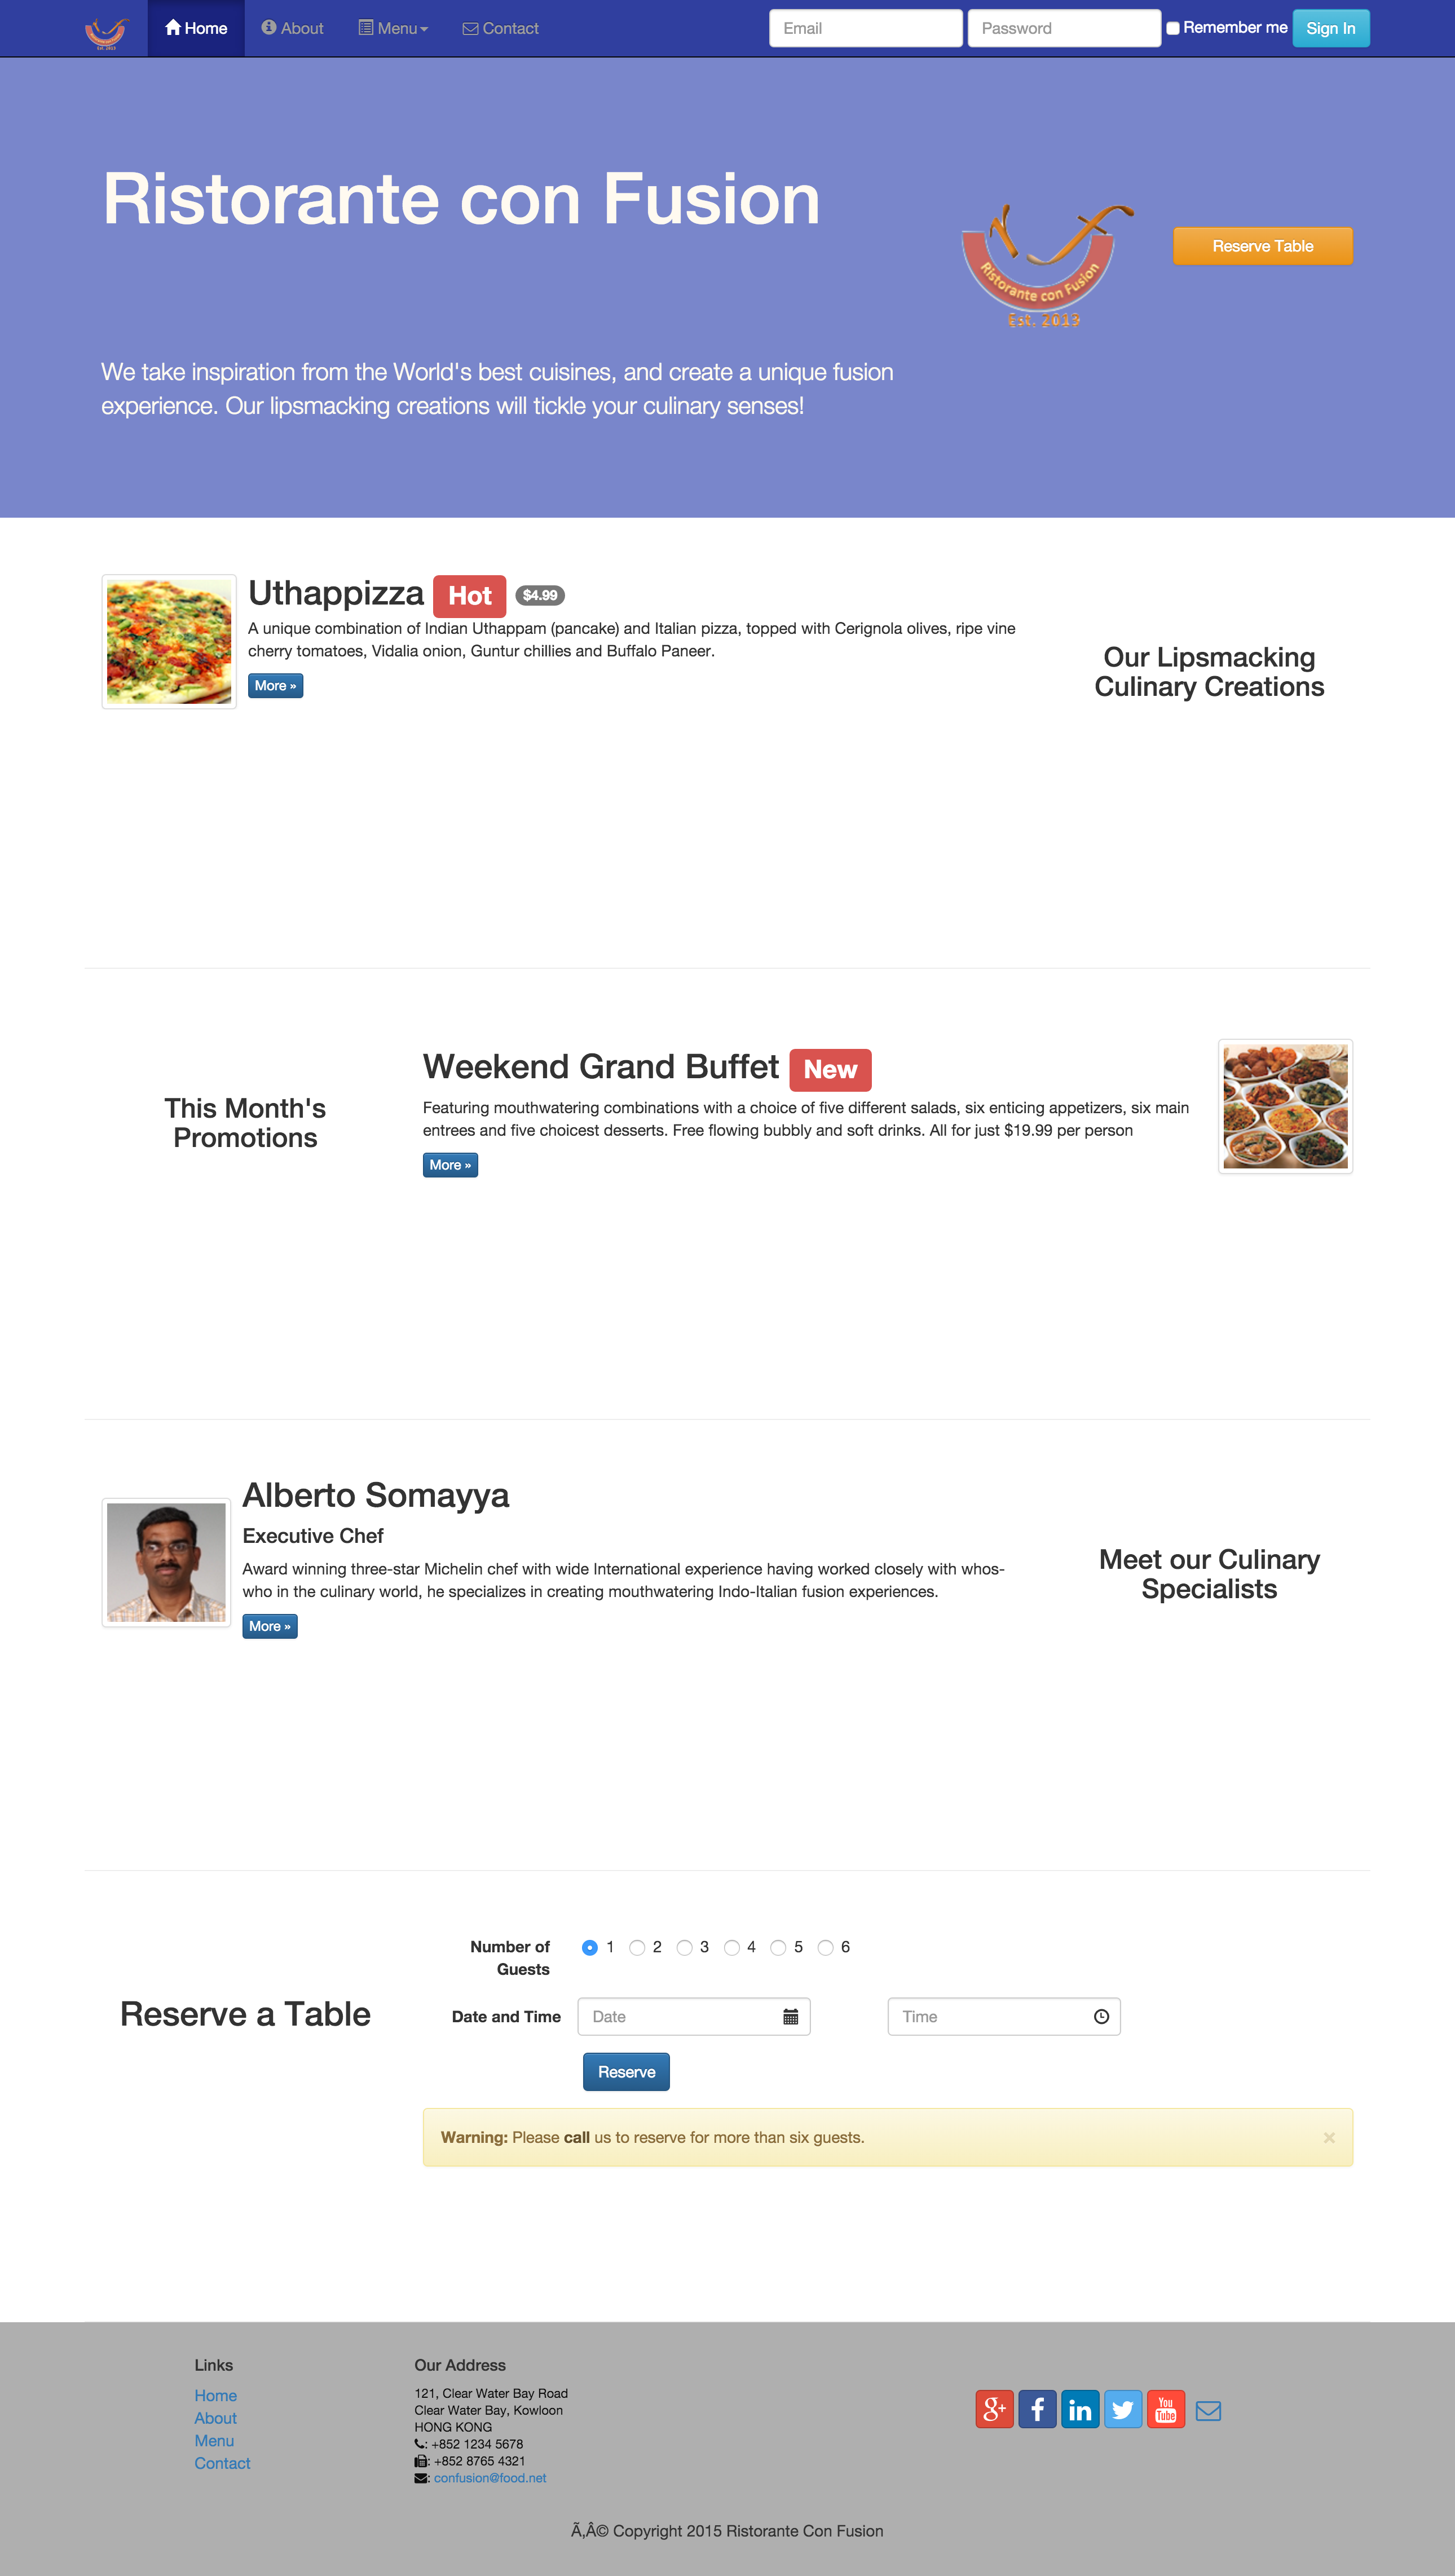 Home
About
Menu
Contact
Email
Password
Remember me
Sign In
Ristorante con Fusion
Ristorante con Fusion
Est. 2019
Reserve Table
We take inspiration from the World's best cuisines, and create a unique fusion
experience. Our lipsmacking creations will tickle your culinary senses!
Uthappizza Hot $4.99
A unique combination of Indian Uthappam (pancake) and Italian pizza, topped with Cerignola olives, ripe vine
cherry tomatoes, Vidalia onion, Guntur chillies and Buffalo Paneer.
More »
Our Lipsmacking
Culinary Creations
This Month's
Promotions
Weekend Grand Buffet New
Featuring mouthwatering combinations with a choice of five different salads, six enticing appetizers, six main
entrees and five choicest desserts. Free flowing bubbly and soft drinks. All for just $19.99 per person
More »
Alberto Somayya
Executive Chef
Award winning three-star Michelin chef with wide International experience having worked closely with whos-
who in the culinary world, he specializes in creating mouthwatering Indo-Italian fusion experiences.
More »
Meet our Culinary
Specialists
Reserve a Table
Number of
Guests
1 2 3 4 5 6
Date and Time
Date
Time
Reserve
Warning: Please call us to reserve for more than six guests. ×
Links
Home
About
Menu
Contact
Our Address
121, Clear Water Bay Road
Clear Water Bay, Kowloon
HONG KONG
: +852 1234 5678
: +852 8765 4321
: confusion@food.net
g+ f in You Tube
Ã‚Â© Copyright 2015 Ristorante Con Fusion